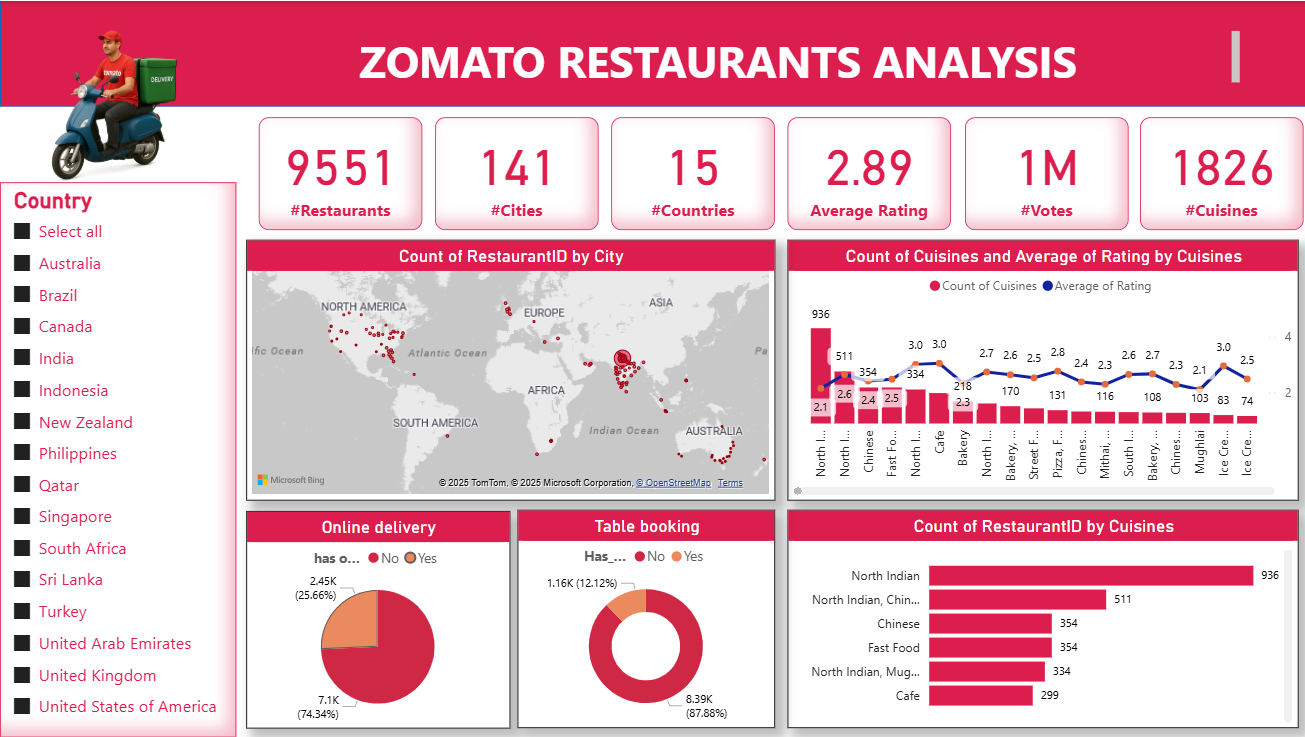 ZOMATO RESTAURANTS ANALYSIS
zomato
DELIVERY
9551
#Restaurants
141
#Cities
15
#Countries
2.89
Average Rating
1M
#Votes
1826
#Cuisines
Country
Select all
Australia
Brazil
Canada
India
Indonesia
New Zealand
Philippines
Qatar
Singapore
South Africa
Sri Lanka
Turkey
United Arab Emirates
United Kingdom
United States of America
Count of RestaurantID by City
NORTH AMERICA
EUROPE
ASIA
fic Ocean
Atlantic Ocean
Pa
AFRICA
SOUTH AMERICA
Indian Ocean
AUSTRALIA
Microsoft Bing
© 2025 TomTom, © 2025 Microsoft Corporation, © OpenStreetMap Terms
Count of Cuisines and Average of Rating by Cuisines
Count of Cuisines Average of Rating
936
511
354
334
218
170
131
116
108
103
83
74
2.1
2.6
2.4
2.5
3.0
3.0
2.3
2.7
2.6
2.5
2.8
2.4
2.3
2.6
2.7
2.3
2.1
3.0
2.5
4
2
North I...
North I...
Chinese
Fast Fo...
North I...
Cafe
Bakery
North I...
Bakery, ...
Street F...
Pizza, F...
Chines...
Mithai, ...
South I...
Bakery, ...
Chines...
Mughlai
Ice Cre...
Ice Cre...
Online delivery
has o... No Yes
2.45K
(25.66%)
7.1K
(74.34%)
Table booking
Has_... No Yes
1.16K (12.12%)
8.39K
(87.88%)
Count of RestaurantID by Cuisines
North Indian 936
North Indian, Chin... 511
Chinese 354
Fast Food 354
North Indian, Mug... 334
Cafe 299